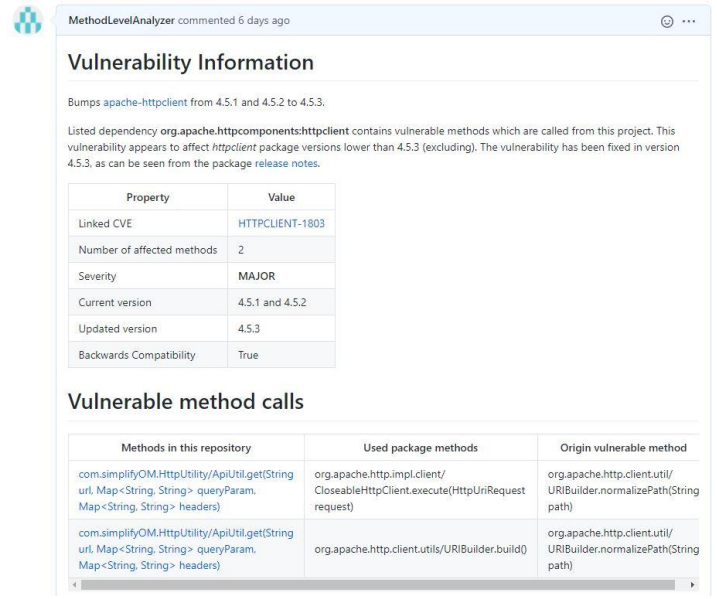 MethodLevelAnalyzer commented 6 days ago
Vulnerability Information
Bumps apache-httpclient from 4.5.1 and 4.5.2 to 4.5.3.
Listed dependency org.apache.httpcomponents:httpclient contains vulnerable methods which are called from this project. This
vulnerability appears to affect httpclient package versions lower than 4.5.3 (excluding). The vulnerability has been fixed in version
4.5.3, as can be seen from the package release notes.
Property Value
Linked CVE HTTPCLIENT-1803
Number of affected methods 2
Severity MAJOR
Current version 4.5.1 and 4.5.2
Updated version 4.5.3
Backwards Compatibility True
Vulnerable method calls
Methods in this repository Used package methods Origin vulnerable method
com.simplifyOM.HttpUtility/ApiUtil.get(String org.apache.http.impl.client/ org.apache.http.client.util/
url, Map<String, String> queryParam, CloseableHttpClient.execute(HttpUriRequest URIBuilder.normalizePath(String
Map<String, String> headers) request) path)
com.simplifyOM.HttpUtility/ApiUtil.get(String org.apache.http.client.util/
url, Map<String, String> queryParam, org.apache.http.client.utils/URIBuilder.build() URIBuilder.normalizePath(String
Map<String, String> headers) path)